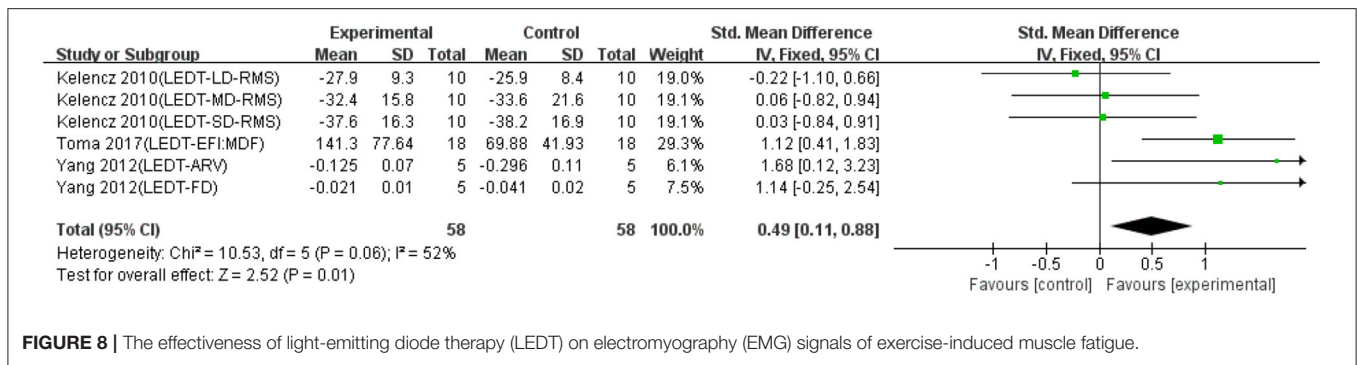 Experimental Control Std. Mean Difference Std. Mean Difference
Study or Subgroup Mean SD Total Mean SD Total Weight IV, Fixed, 95% CI IV, Fixed, 95% CI
Kelencz 2010(LEDT-LD-RMS) -27.9 9.3 10 -25.9 8.4 10 19.0% -0.22 [-1.10, 0.66]
Kelencz 2010(LEDT-MD-RMS) -32.4 15.8 10 -33.6 21.6 10 19.1% 0.06 [-0.82, 0.94]
Kelencz 2010(LEDT-SD-RMS) -37.6 16.3 10 -38.2 16.9 10 19.1% 0.03 [-0.84, 0.91]
Toma 2017(LEDT-EFI:MDF) 141.3 77.64 18 69.88 41.93 18 29.3% 1.12 [0.41, 1.83]
Yang 2012(LEDT-ARV) -0.125 0.07 5 -0.296 0.11 5 6.1% 1.68 [0.12, 3.23]
Yang 2012(LEDT-FD) -0.021 0.01 5 -0.041 0.02 5 7.5% 1.14 [-0.25, 2.54]
Total (95% CI) 58 58 100.0% 0.49 [0.11, 0.88]
Heterogeneity: Chi² = 10.53, df = 5 (P = 0.06); I² = 52%
Test for overall effect: Z = 2.52 (P = 0.01)
-1 -0.5 0 0.5 1
Favours [control] Favours [experimental]
FIGURE 8 | The effectiveness of light-emitting diode therapy (LEDT) on electromyography (EMG) signals of exercise-induced muscle fatigue.